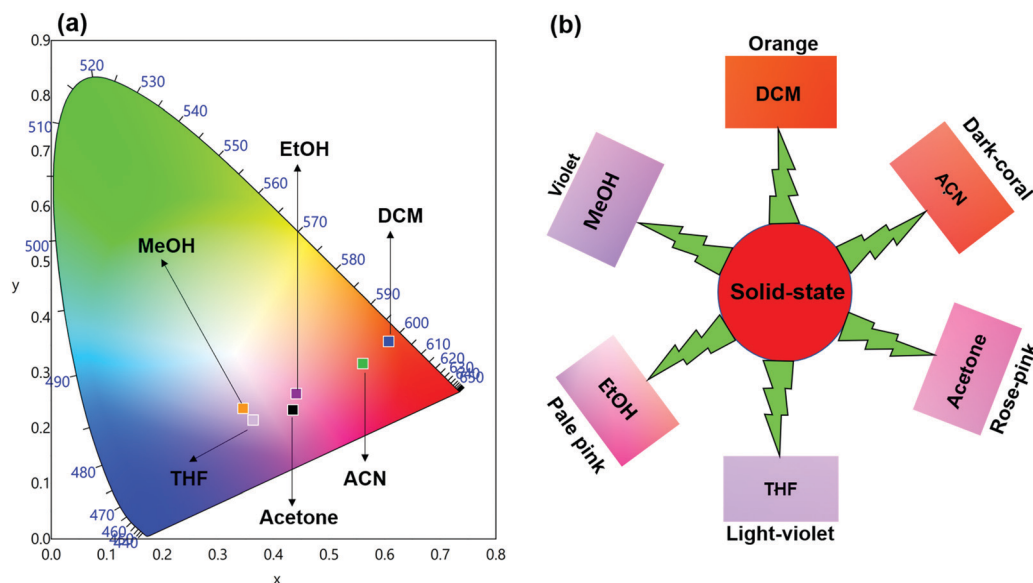 (a)
0.9
0.8
0.7
0.6
0.5
0.4
0.3
0.2
0.1
0.0
y
0.0
0.1
0.2
0.3
0.4
0.5
0.6
0.7
0.8
x
520
530
540
550
560
570
580
590
600
610
620
630
640
650
510
500
490
480
470
460
450
440
EtOH
DCM
MeOH
THF
Acetone
ACN
(b)
Orange
DCM
Dark-coral
ACN
Violet
MeOH
Solid-state
Acetone
Rose-pink
EtOH
Pale pink
THF
Light-violet